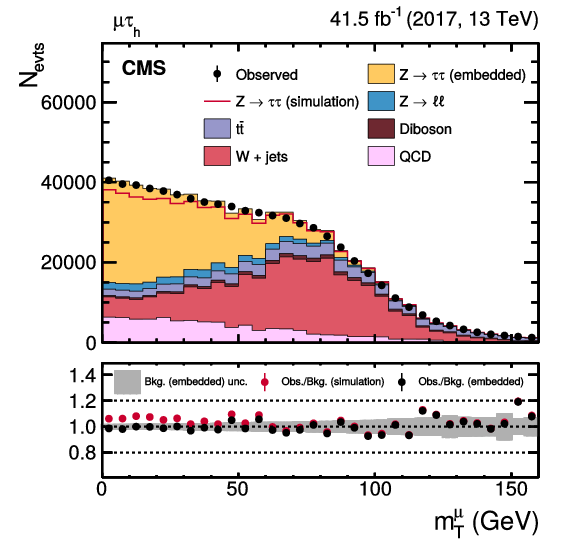 μτh 41.5 fb⁻¹ (2017, 13 TeV)
Nevts
CMS
Observed
Z → ττ (embedded)
Z → ττ (simulation)
Z → ℓℓ
tt̄
Diboson
W + jets
QCD
60000
40000
20000
0
Bkg. (embedded) unc. Obs./Bkg. (simulation) Obs./Bkg. (embedded)
1.4
1.2
1.0
0.8
0 50 100 150
mTμ (GeV)